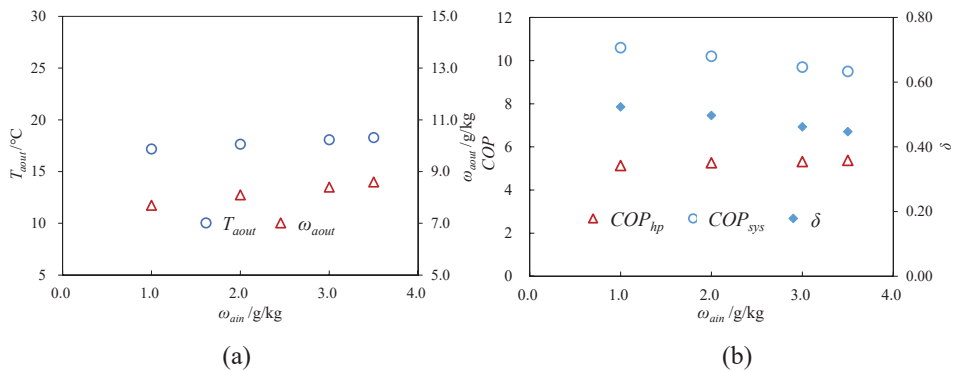 30
25
20
15
10
5
T_aout/°C
15.0
13.0
11.0
9.0
7.0
5.0
ω_aout/g/kg
T_aout ω_aout
0.0 1.0 2.0 3.0 4.0
ω_ain /g/kg
(a)
12
10
8
6
4
2
0
COP
0.80
0.60
0.40
0.20
0.00
δ
COP_hp COP_sys δ
0.0 1.0 2.0 3.0 4.0
ω_ain /g/kg
(b)